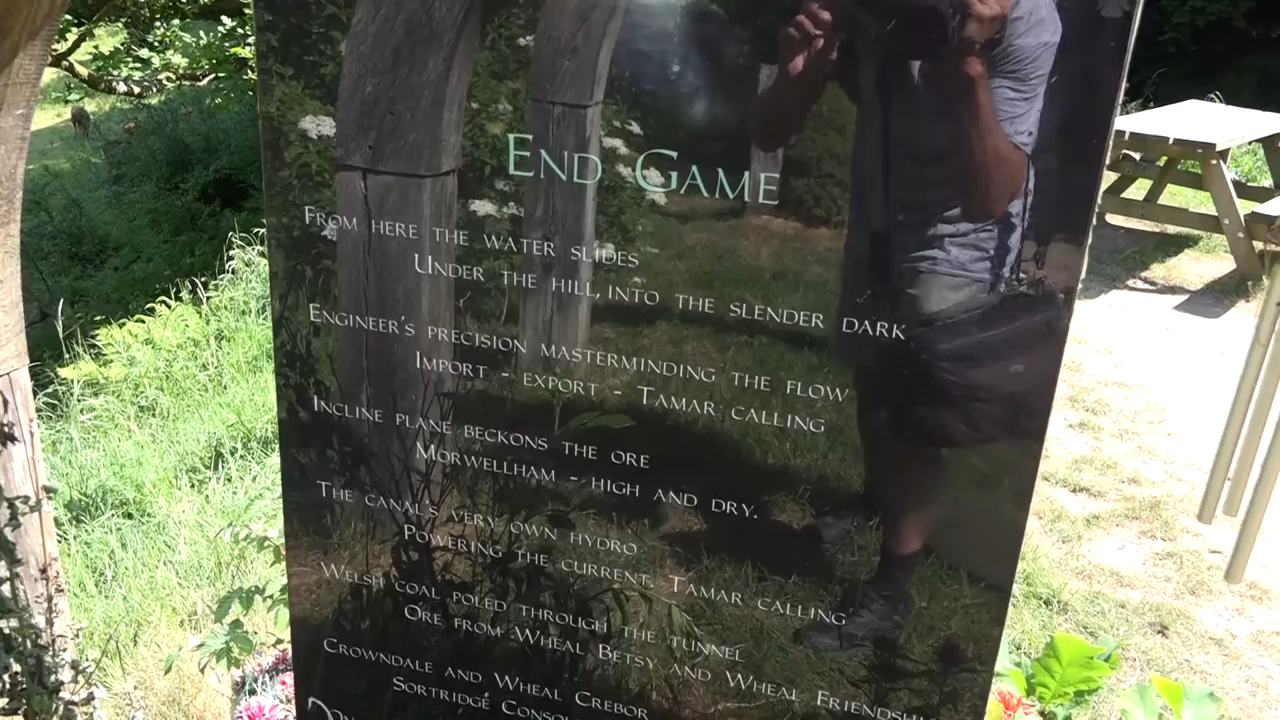 END GAME
FROM HERE THE WATER SLIDES
UNDER THE HILL, INTO THE SLENDER DARK
ENGINEER'S PRECISION MASTERMINDING THE FLOW
IMPORT - EXPORT - TAMAR CALLING
INCLINE PLANE BECKONS THE ORE
MORWELLHAM - HIGH AND DRY.
THE CANAL'S VERY OWN HYDRO
POWERING THE CURRENT. TAMAR CALLING
WELSH COAL POLED THROUGH THE TUNNEL
ORE FROM WHEAL BETSY AND WHEAL
CROWNDALE AND WHEAL CREBOR
SORTRIDGE